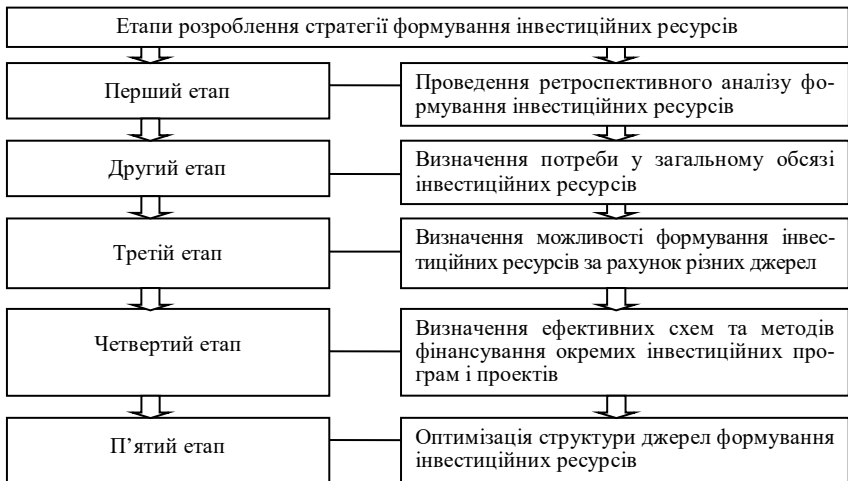 Етапи розроблення стратегії формування інвестиційних ресурсів
Перший етап
Проведення ретроспективного аналізу фо-
рмування інвестиційних ресурсів
Другий етап
Визначення потреби у загальному обсязі
інвестиційних ресурсів
Третій етап
Визначення можливості формування інвес-
тиційних ресурсів за рахунок різних джерел
Четвертий етап
Визначення ефективних схем та методів
фінансування окремих інвестиційних про-
грам і проектів
П’ятий етап
Оптимізація структури джерел формування
інвестиційних ресурсів